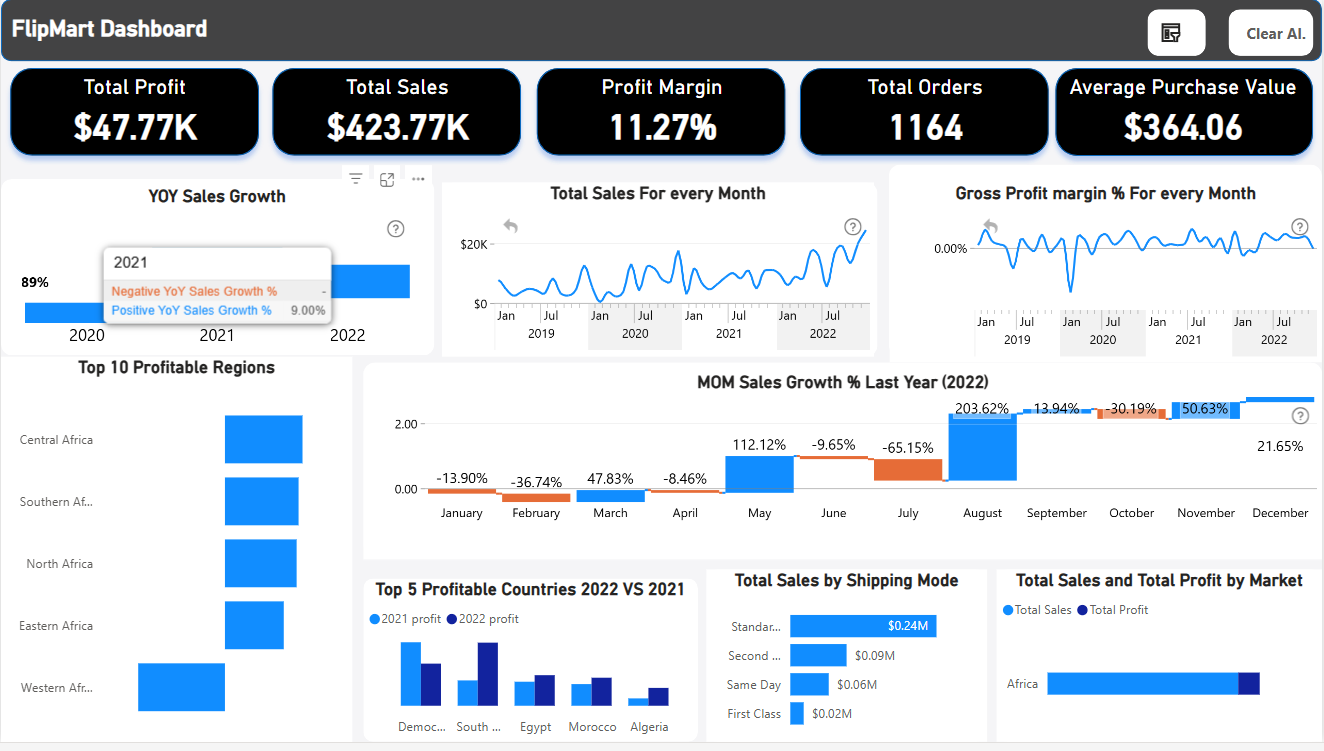 FlipMart Dashboard
Clear Al.
Total Profit
$47.77K
Total Sales
$423.77K
Profit Margin
11.27%
Total Orders
1164
Average Purchase Value
$364.06
YOY Sales Growth
?
89%
2021
Negative YoY Sales Growth % -
Positive YoY Sales Growth % 9.00%
2020 2021 2022
Total Sales For every Month
?
$20K
$0
Jan Jul Jan Jul Jan Jul Jan Jul
2019 2020 2021 2022
Gross Profit margin % For every Month
?
0.00%
Jan Jul Jan Jul Jan Jul Jan Jul
2019 2020 2021 2022
Top 10 Profitable Regions
Central Africa
Southern Af...
North Africa
Eastern Africa
Western Afr...
MOM Sales Growth % Last Year (2022)
?
2.00
0.00
-13.90% -36.74% 47.83% -8.46% 112.12% -9.65% -65.15% 203.62% 13.94% -30.19% 50.63% 21.65%
January February March April May June July August September October November December
Top 5 Profitable Countries 2022 VS 2021
2021 profit 2022 profit
Democ... South ... Egypt Morocco Algeria
Total Sales by Shipping Mode
Standar... $0.24M
Second ... $0.09M
Same Day $0.06M
First Class $0.02M
Total Sales and Total Profit by Market
Total Sales Total Profit
Africa